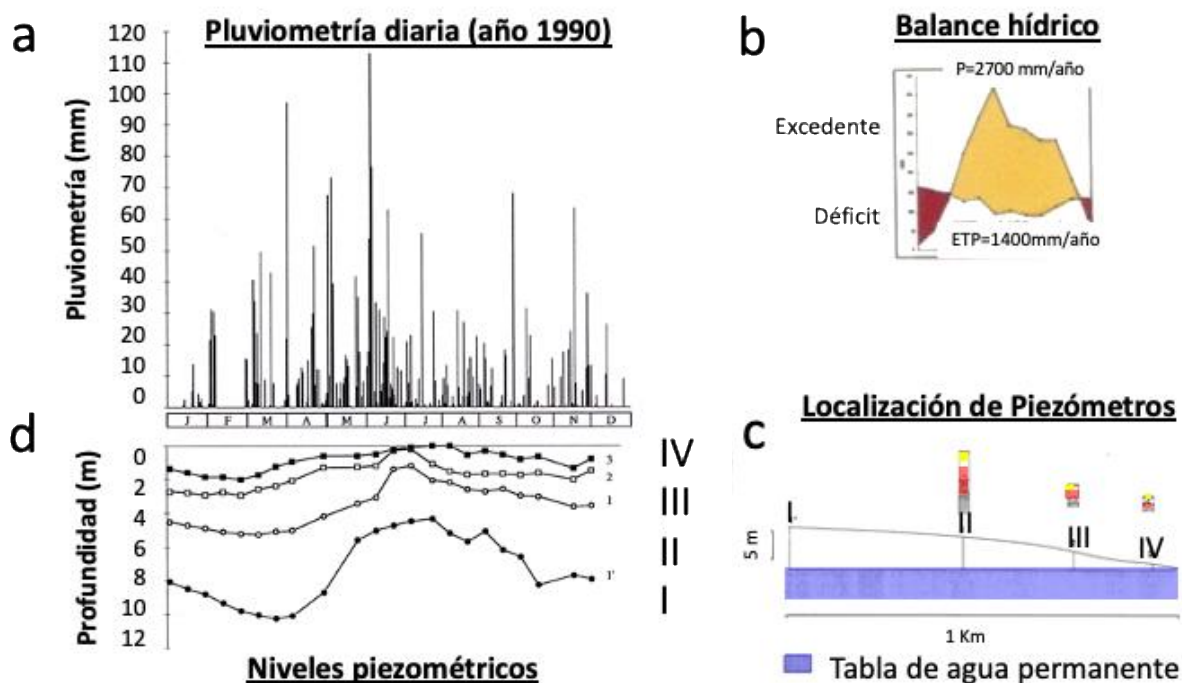 a
Pluviometría diaria (año 1990)
Pluviometría (mm)
120
110
100
90
80
70
60
50
40
30
20
10
0
J F M A M J J A S O N D
b
Balance hídrico
P=2700 mm/año
Excedente
Déficit
ETP=1400mm/año
d
Profundidad (m)
0
2
4
6
8
10
12
3
2
1
1'
IV
III
II
I
Niveles piezométricos
c
Localización de Piezómetros
I
II
III
IV
5 m
1 Km
Tabla de agua permanente